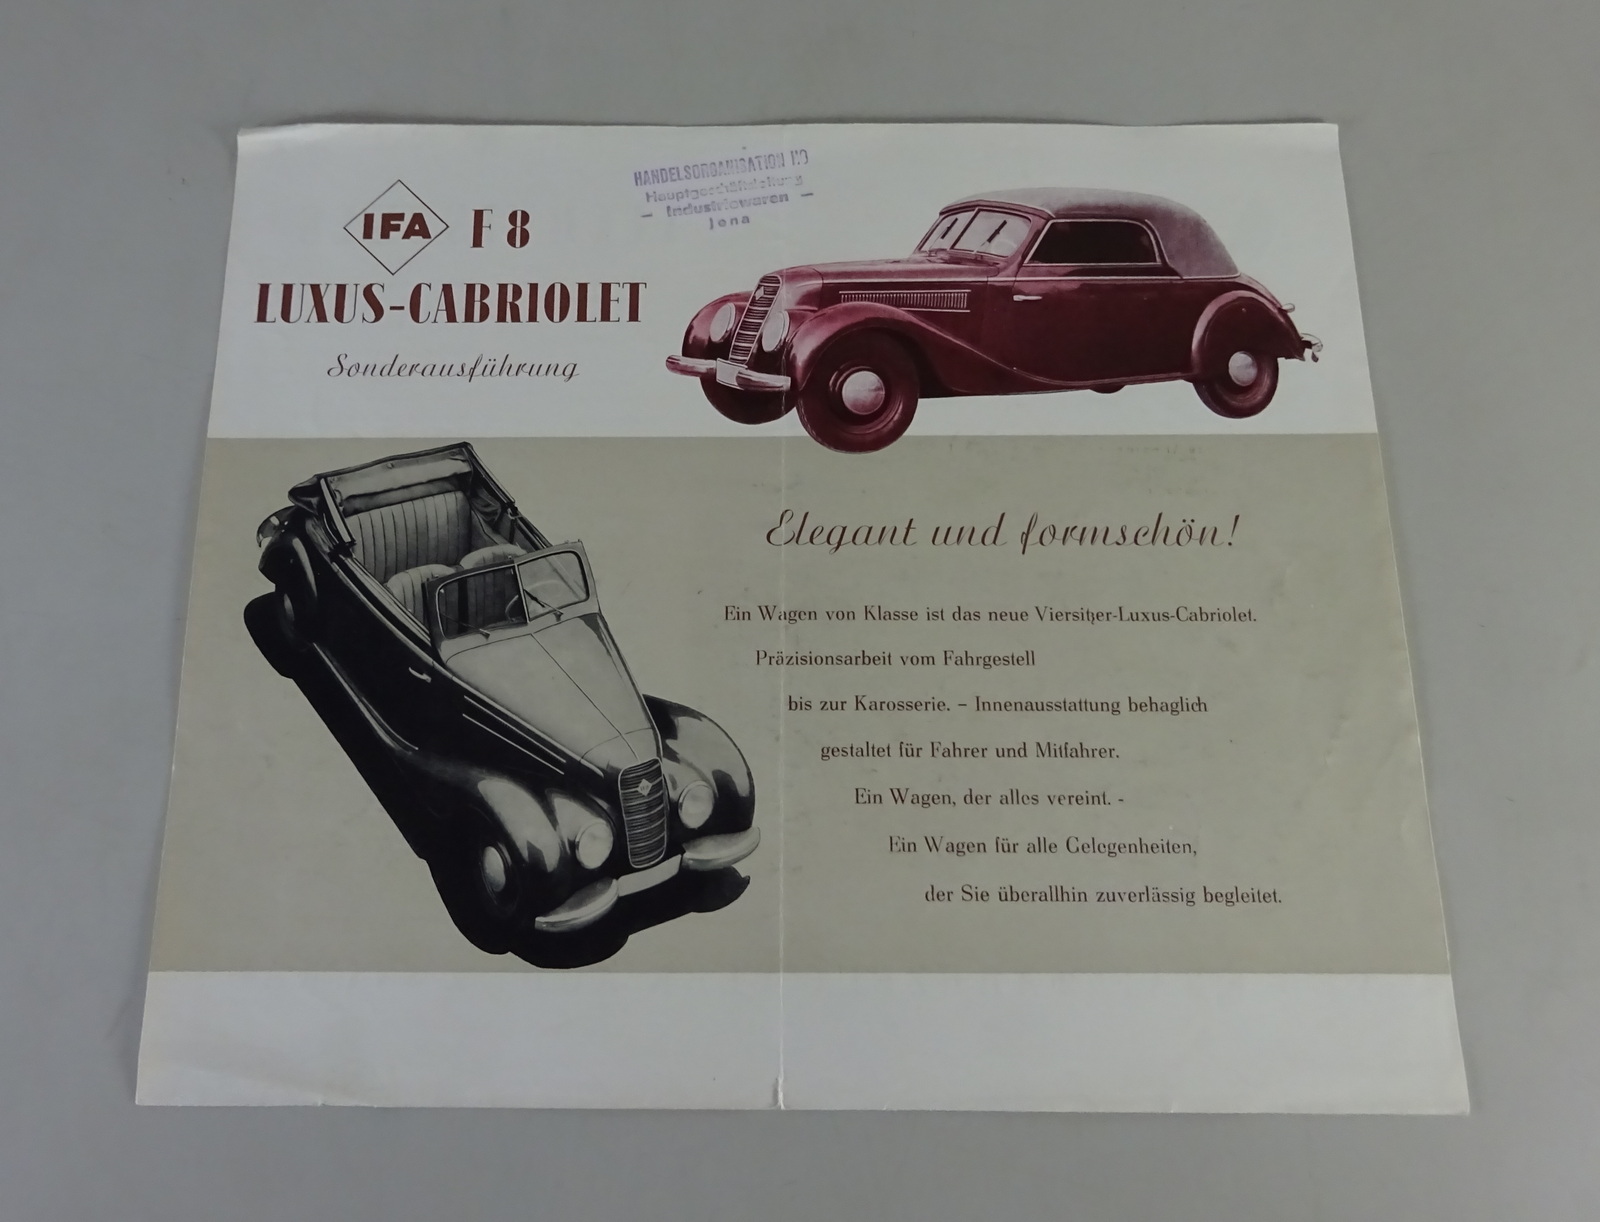 IFA F 8
LUXUS-CABRIOLET
Sonderausführung
HANDELSORGANISATION HO
Hauptgeschäftsleitung
- Industriewaren -
Jena
Elegant und formschön!
Ein Wagen von Klasse ist das neue Viersitzer-Luxus-Cabriolet.
Präzisionsarbeit vom Fahrgestell
bis zur Karosserie. – Innenausstattung behaglich
gestaltet für Fahrer und Mitfahrer.
Ein Wagen, der alles vereint. -
Ein Wagen für alle Gelegenheiten,
der Sie überallhin zuverlässig begleitet.